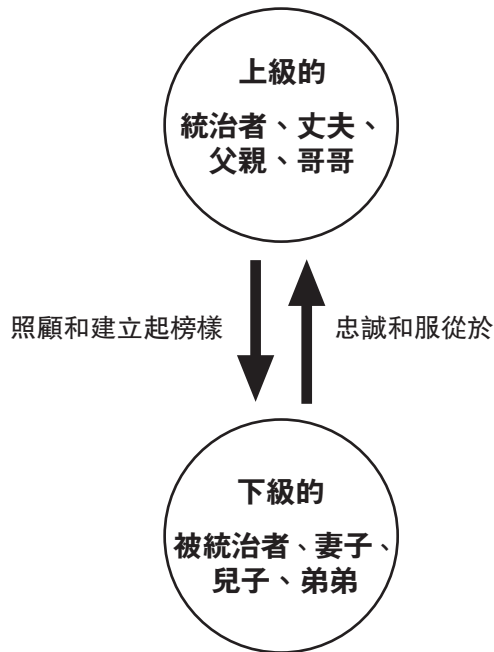 上級的
統治者、丈夫、
父親、哥哥
照顧和建立起榜樣
忠誠和服從於
下級的
被統治者、妻子、
兒子、弟弟